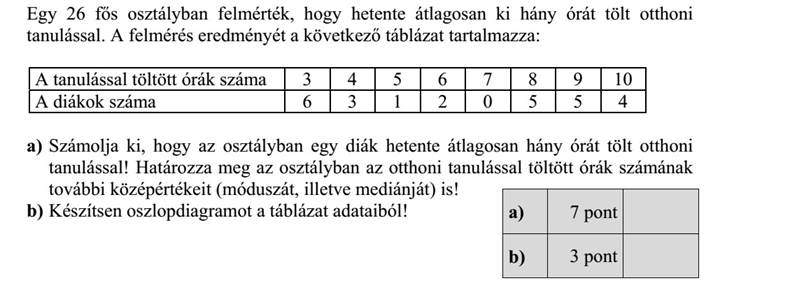 Egy 26 fős osztályban felmérték, hogy hetente átlagosan ki hány órát tölt otthoni
tanulással. A felmérés eredményét a következő táblázat tartalmazza:
A tanulással töltött órák száma 3 4 5 6 7 8 9 10
A diákok száma 6 3 1 2 0 5 5 4
a) Számolja ki, hogy az osztályban egy diák hetente átlagosan hány órát tölt otthoni
tanulással! Határozza meg az osztályban az otthoni tanulással töltött órák számának
további középértékeit (móduszát, illetve mediánját) is!
b) Készítsen oszlopdiagramot a táblázat adataiból!
a) 7 pont
b) 3 pont